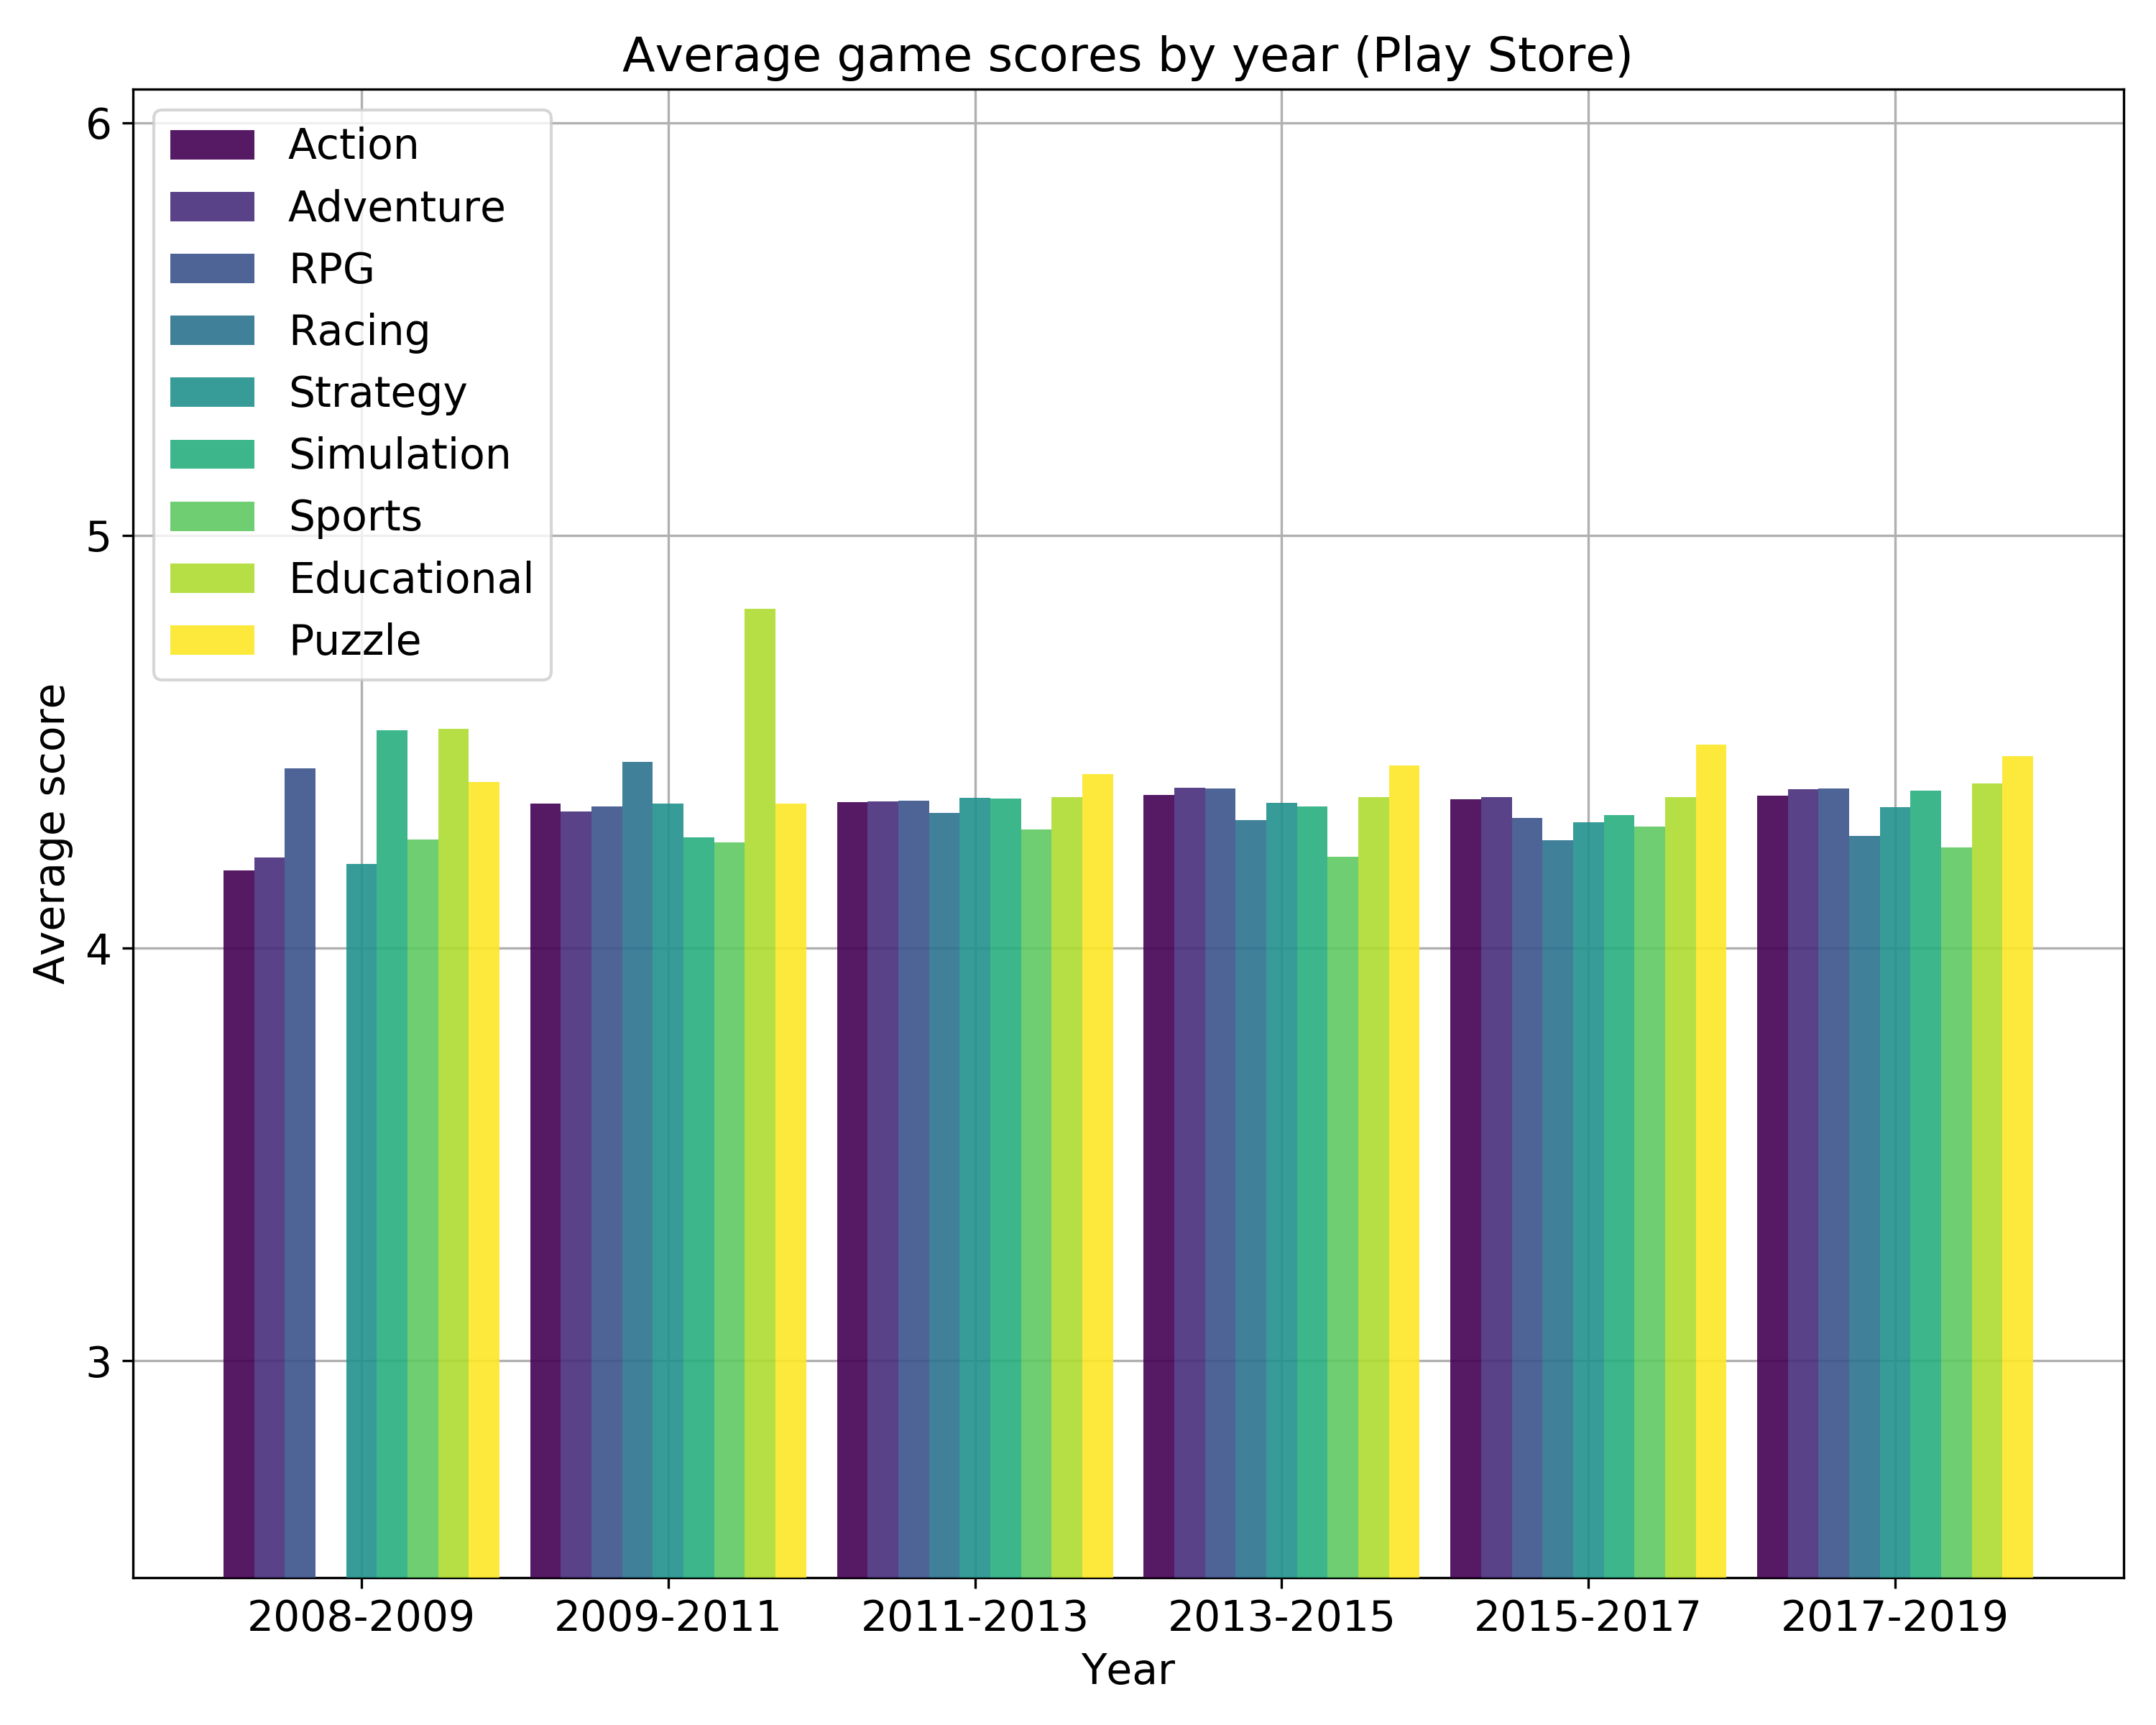 Average game scores by year (Play Store)
6
5
4
3
Average score
Action
Adventure
RPG
Racing
Strategy
Simulation
Sports
Educational
Puzzle
2008-2009 2009-2011 2011-2013 2013-2015 2015-2017 2017-2019
Year